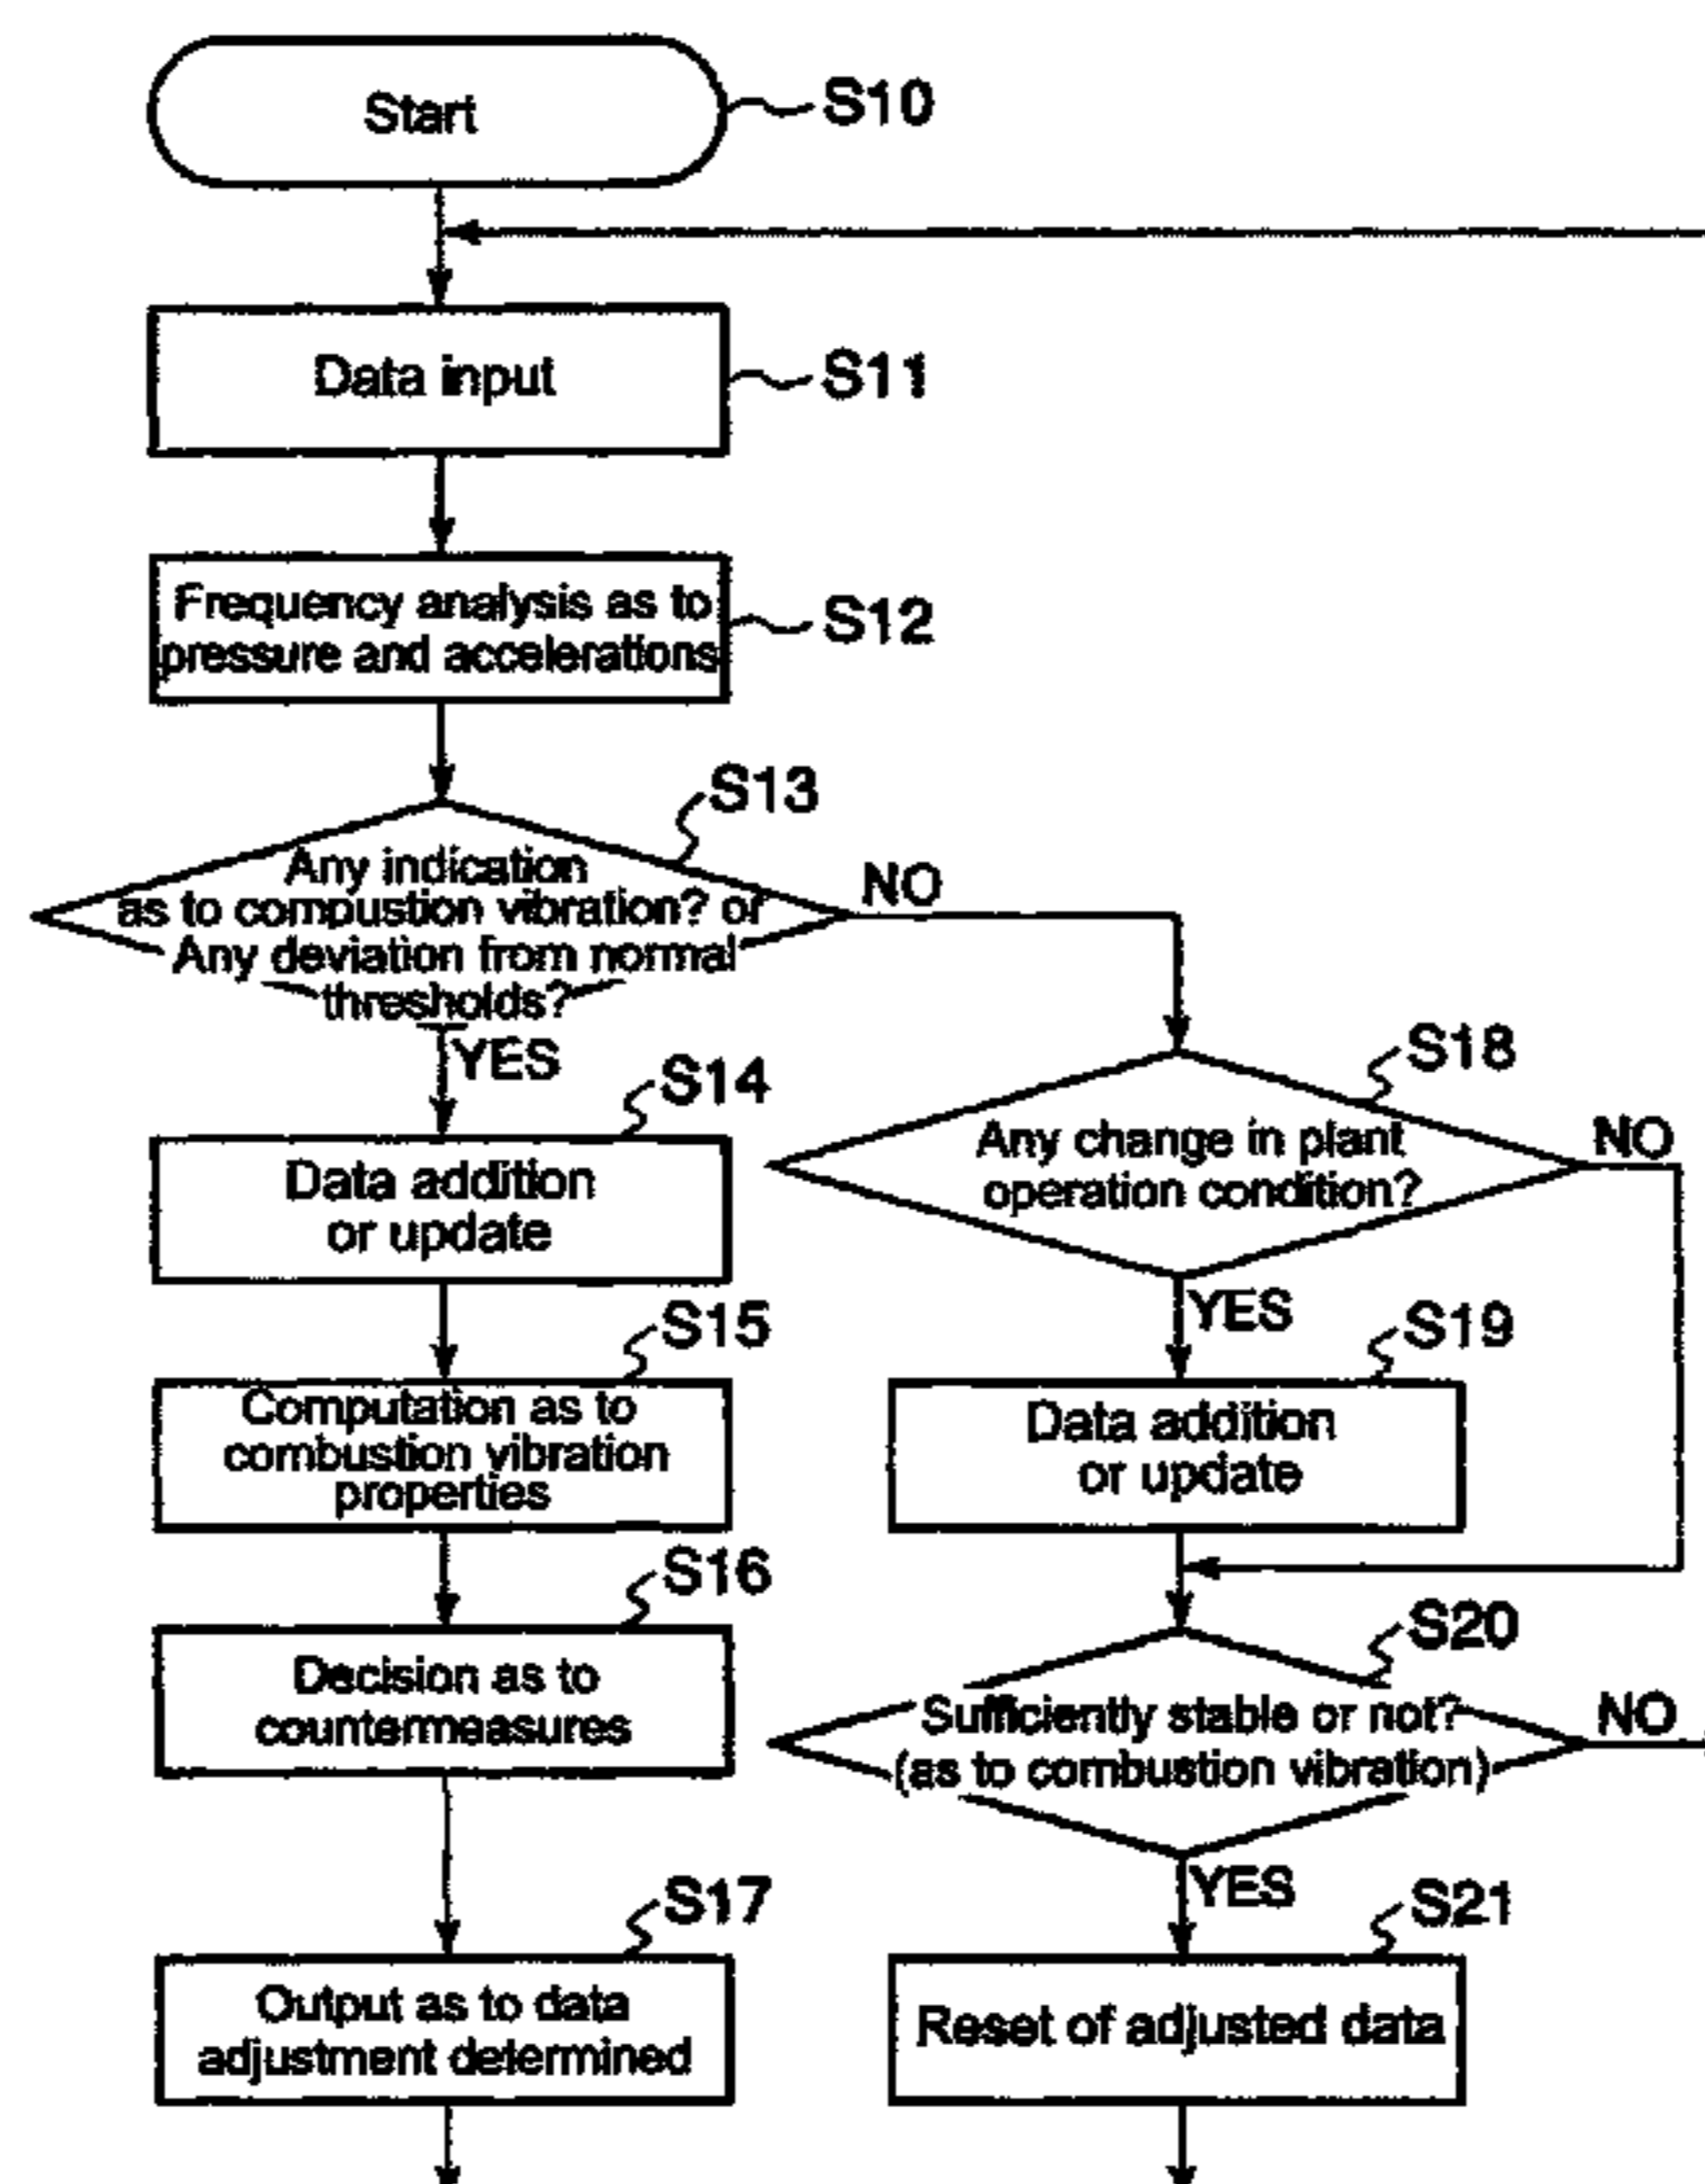 Start
S10
Data input
S11
Frequency analysis as to
pressure and accelerations
S12
S13
Any indication
as to compustion vibration? or
Any deviation from normal
thresholds?
NO
YES
S14
Data addition
or update
S15
Computation as to
combustion vibration
properties
S16
Decision as to
countermeasures
S17
Output as to data
adjustment determined
S18
Any change in plant
operation condition?
NO
YES
S19
Data addition
or update
S20
Sufficiently stable or not?
(as to combustion vibration)
NO
YES
S21
Reset of adjusted data